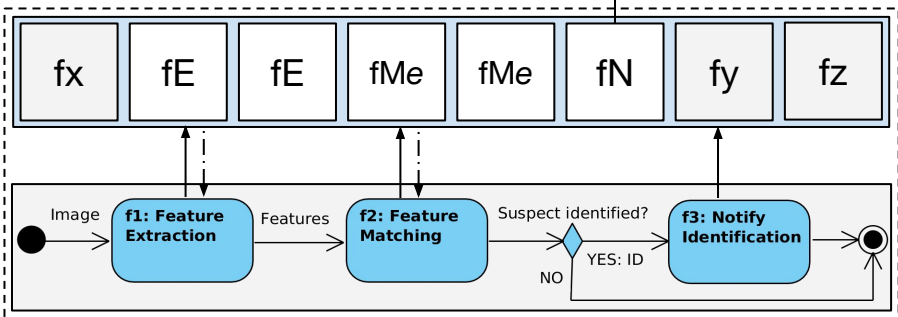 fx fE fE fMe fMe fN fy fz
Image
f1: Feature
Extraction
Features
f2: Feature
Matching
Suspect identified?
YES: ID
NO
f3: Notify
Identification